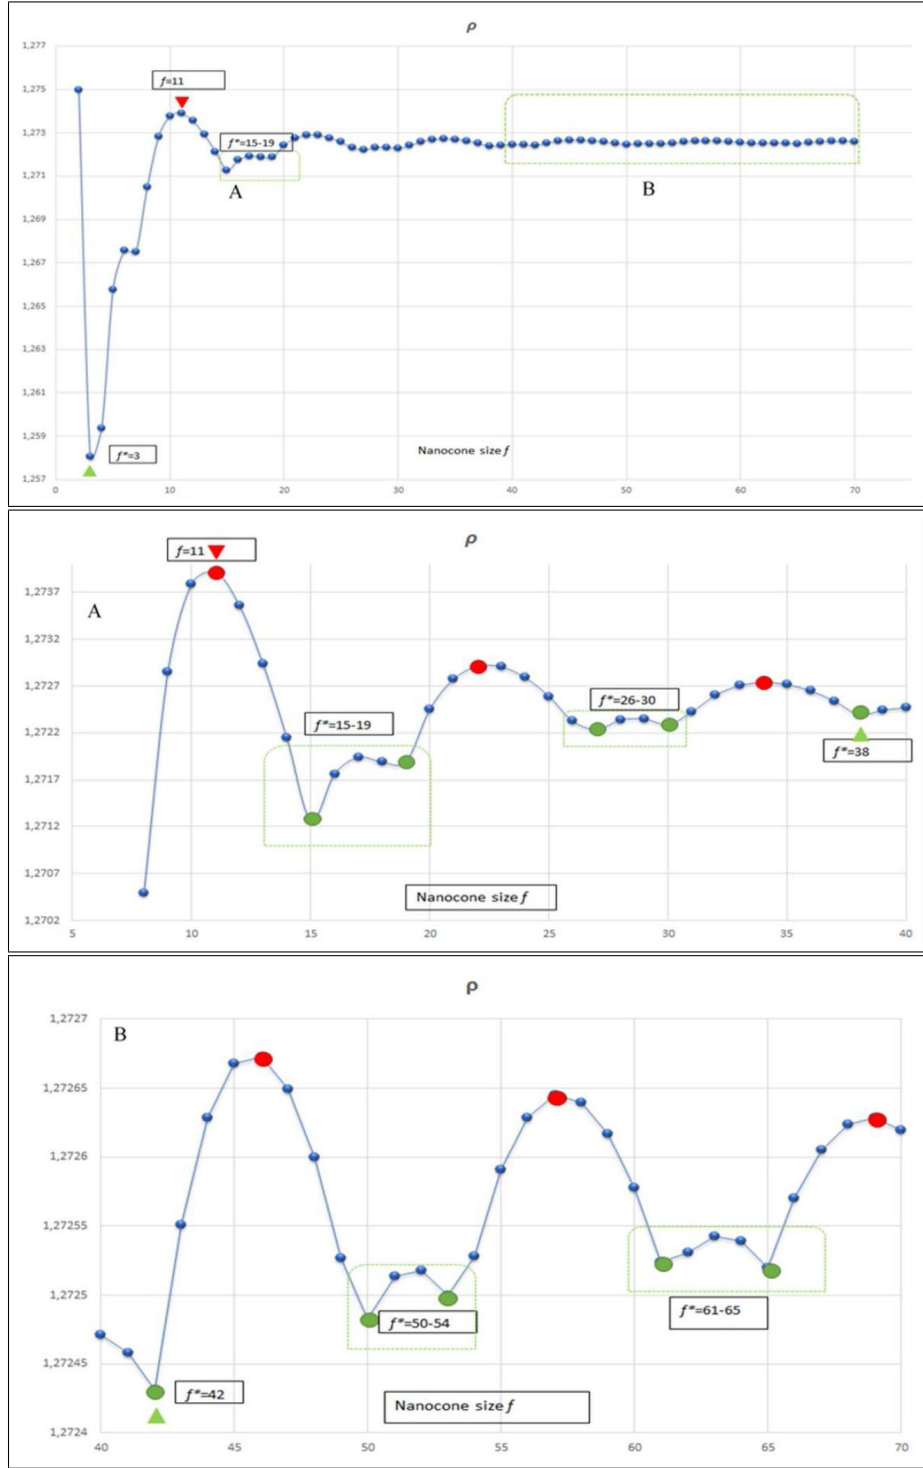 ρ
1,277
f=11
1,275
1,273
f*=15-19
1,271
A
B
1,269
1,267
1,265
1,263
1,261
1,259
f*=3
Nanocone size f
1,257
0 10 20 30 40 50 60 70
ρ
f=11
1,2737
A
1,2732
1,2727
f*=26-30
f*=15-19
1,2722
f*=38
1,2717
1,2712
Nanocone size f
1,2707
1,2702
5 10 15 20 25 30 35 40
ρ
1,2727
B
1,27265
1,2726
1,27255
1,2725
f*=61-65
f*=50-54
1,27245
f*=42
Nanocone size f
1,2724
40 45 50 55 60 65 70